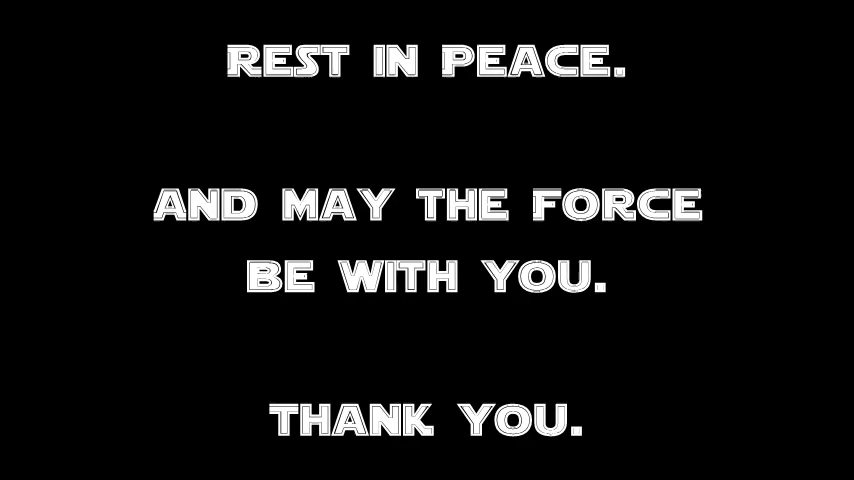 REST IN PEACE.
AND MAY THE FORCE
BE WITH YOU.
THANK YOU.